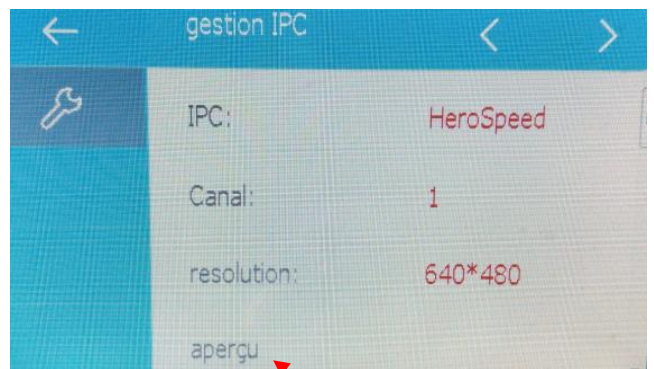 gestion IPC
IPC: HeroSpeed
Canal: 1
resolution: 640*480
aperçu